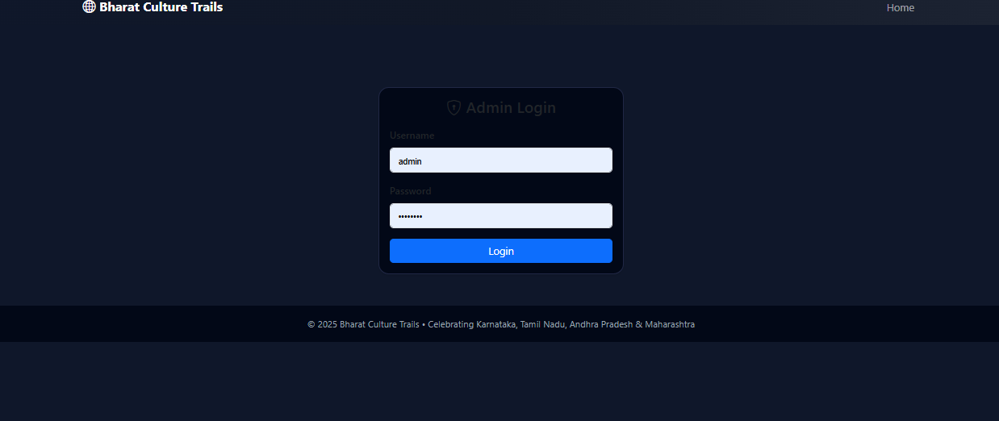 Bharat Culture Trails
Home
Admin Login
Username
admin
Password
••••••••
Login
© 2025 Bharat Culture Trails • Celebrating Karnataka, Tamil Nadu, Andhra Pradesh & Maharashtra